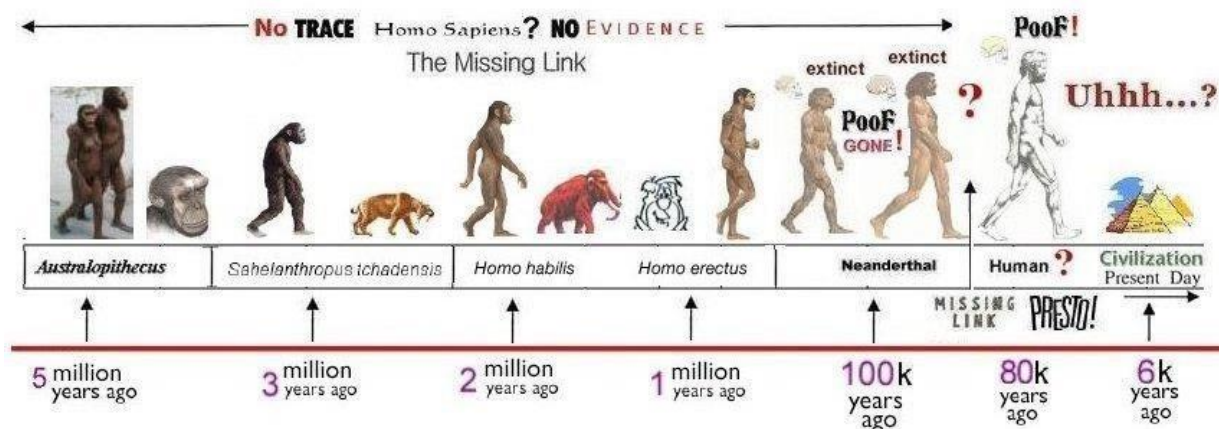 No TRACE Homo Sapiens? NO EVIDENCE
The Missing Link
PooF!
extinct
extinct
PooF
GONE!
?
Uhhh...?
Australopithecus
Sahelanthropus tchadensis
Homo habilis
Homo erectus
Neanderthal
Human ?
Civilization
Present Day
MISSING
LINK
PRESTO!
5 million
years ago
3 million
years ago
2 million
years ago
1 million
years ago
100k
years
ago
80k
years
ago
6k
years
ago